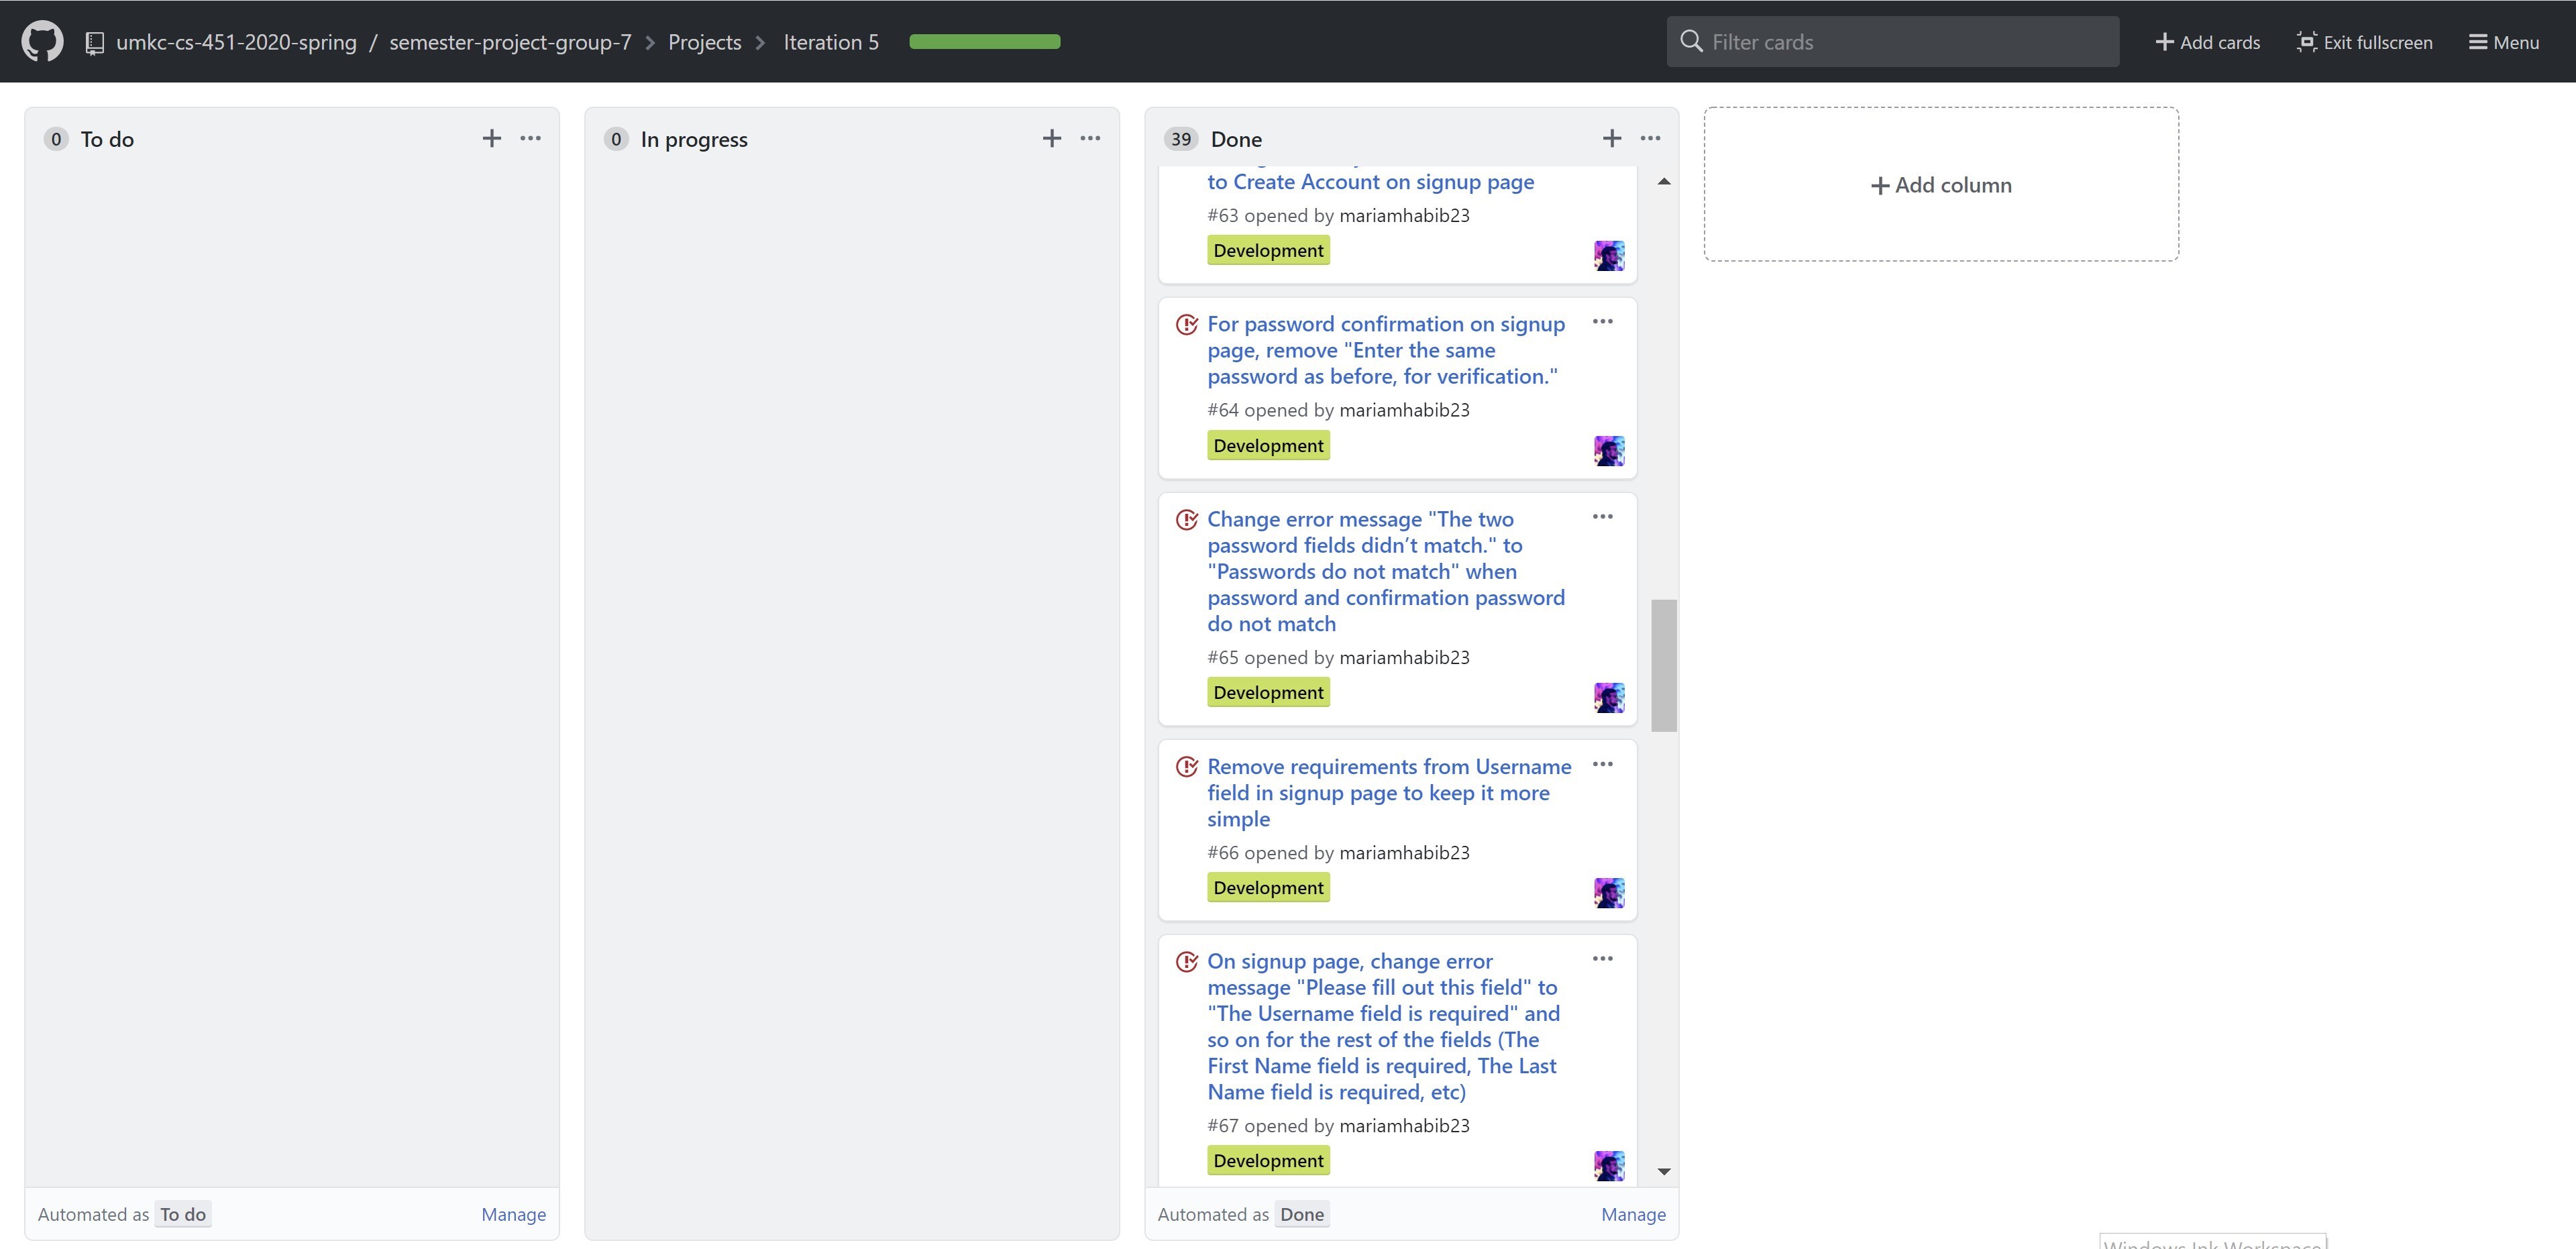 umkc-cs-451-2020-spring / semester-project-group-7 > Projects > Iteration 5
Filter cards
Add cards
Exit fullscreen
Menu
0 To do
Automated as To do
Manage
0 In progress
39 Done
to Create Account on signup page
#63 opened by mariamhabib23
Development
For password confirmation on signup
page, remove "Enter the same
password as before, for verification."
#64 opened by mariamhabib23
Development
Change error message "The two
password fields didn’t match." to
"Passwords do not match" when
password and confirmation password
do not match
#65 opened by mariamhabib23
Development
Remove requirements from Username
field in signup page to keep it more
simple
#66 opened by mariamhabib23
Development
On signup page, change error
message "Please fill out this field" to
"The Username field is required" and
so on for the rest of the fields (The
First Name field is required, The Last
Name field is required, etc)
#67 opened by mariamhabib23
Development
Automated as Done
Manage
Add column
Windows Ink Workspace